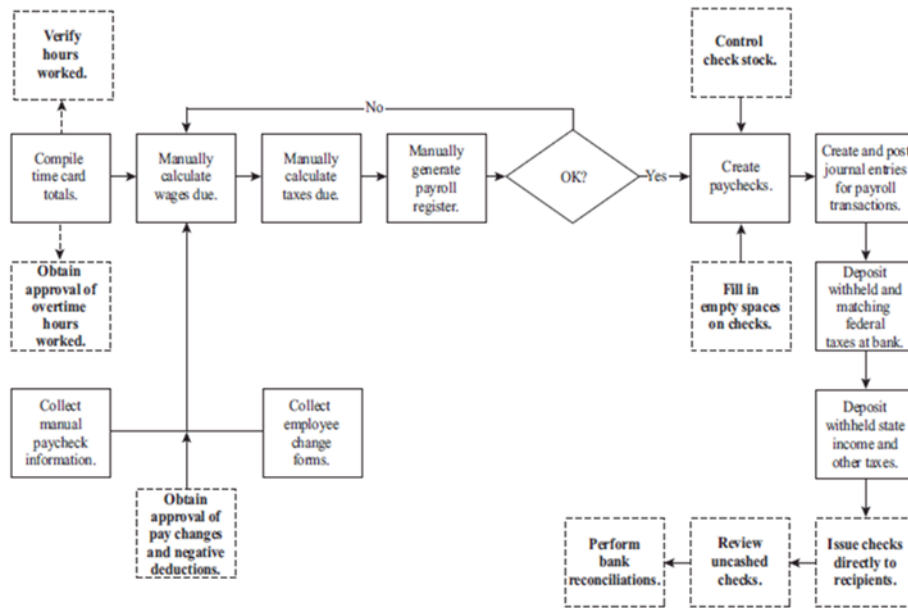 Verify
hours
worked.
Control
check stock.
No
Compile
time card
totals.
Manually
calculate
wages due.
Manually
calculate
taxes due.
Manually
generate
payroll
register.
OK?
Yes
Create
paychecks.
Create and post
journal entries
for payroll
transactions.
Obtain
approval of
overtime
hours
worked.
Fill in
empty spaces
on checks.
Deposit
withheld and
matching
federal
taxes at bank.
Collect
manual
paycheck
information.
Collect
employee
change
forms.
Deposit
withheld state
income and
other taxes.
Obtain
approval of
pay changes
and negative
deductions.
Perform
bank
reconciliations.
Review
uncashed
checks.
Issue checks
directly to
recipients.